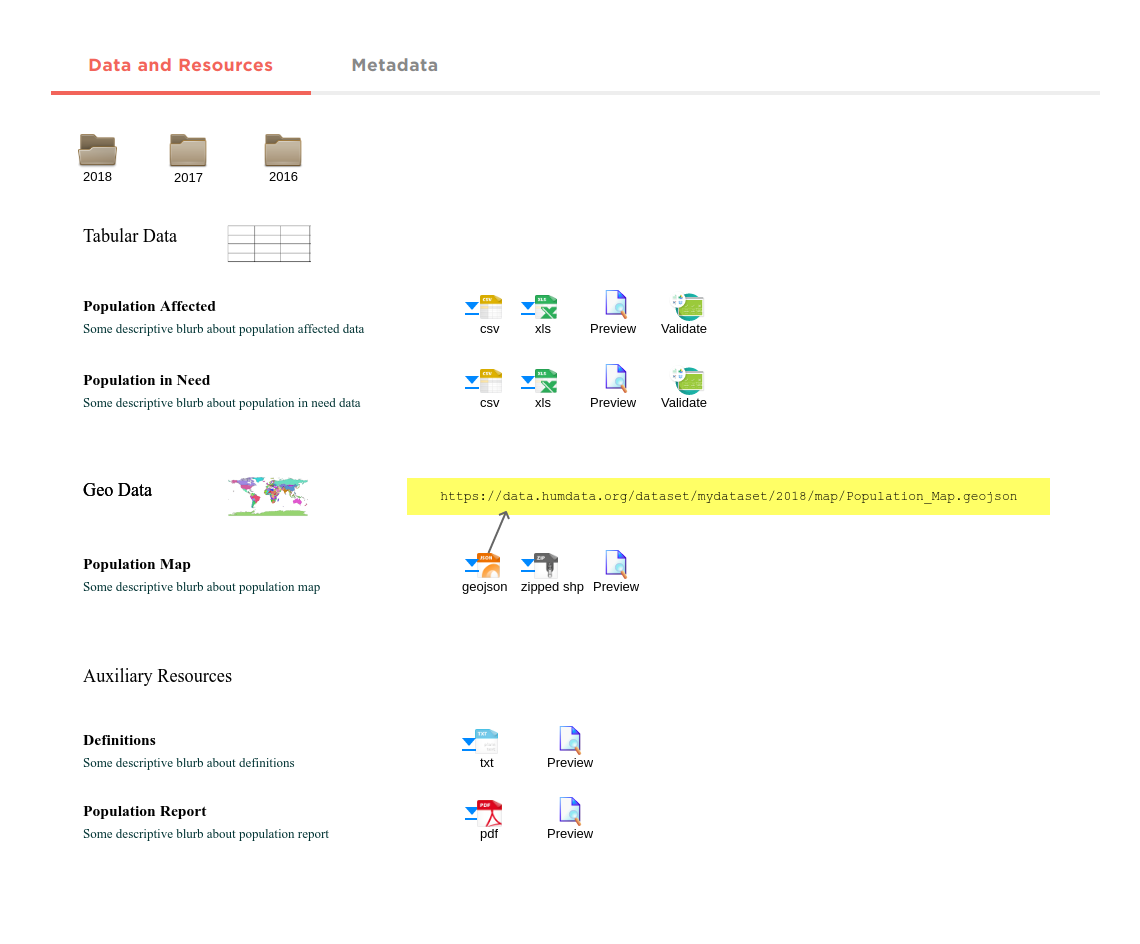 Data and Resources Metadata
2018 2017 2016
Tabular Data
Population Affected
Some descriptive blurb about population affected data
CSV XLS
csv xls Preview Validate
Population in Need
Some descriptive blurb about population in need data
CSV XLS
csv xls Preview Validate
Geo Data
https://data.humdata.org/dataset/mydataset/2018/map/Population_Map.geojson
Population Map
Some descriptive blurb about population map
JSON ZIP
geojson zipped shp Preview
Auxiliary Resources
Definitions
Some descriptive blurb about definitions
TXT
txt Preview
Population Report
Some descriptive blurb about population report
PDF
pdf Preview